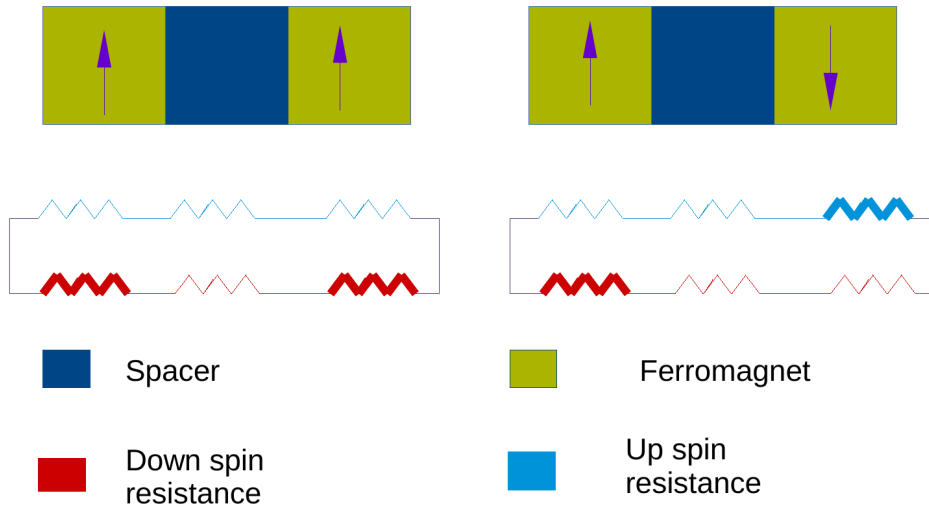 Spacer
Ferromagnet
Down spin
resistance
Up spin
resistance